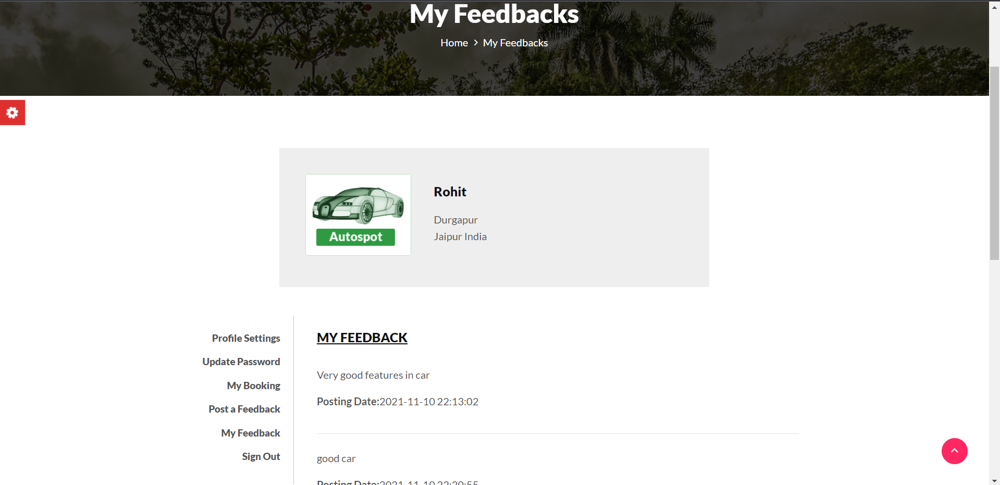 My Feedbacks
Home > My Feedbacks
Autospot
Rohit
Durgapur
Jaipur India
Profile Settings
Update Password
My Booking
Post a Feedback
My Feedback
Sign Out
MY FEEDBACK
Very good features in car
Posting Date:2021-11-10 22:13:02
good car
Posting Date:2021-11-10 22:20:55